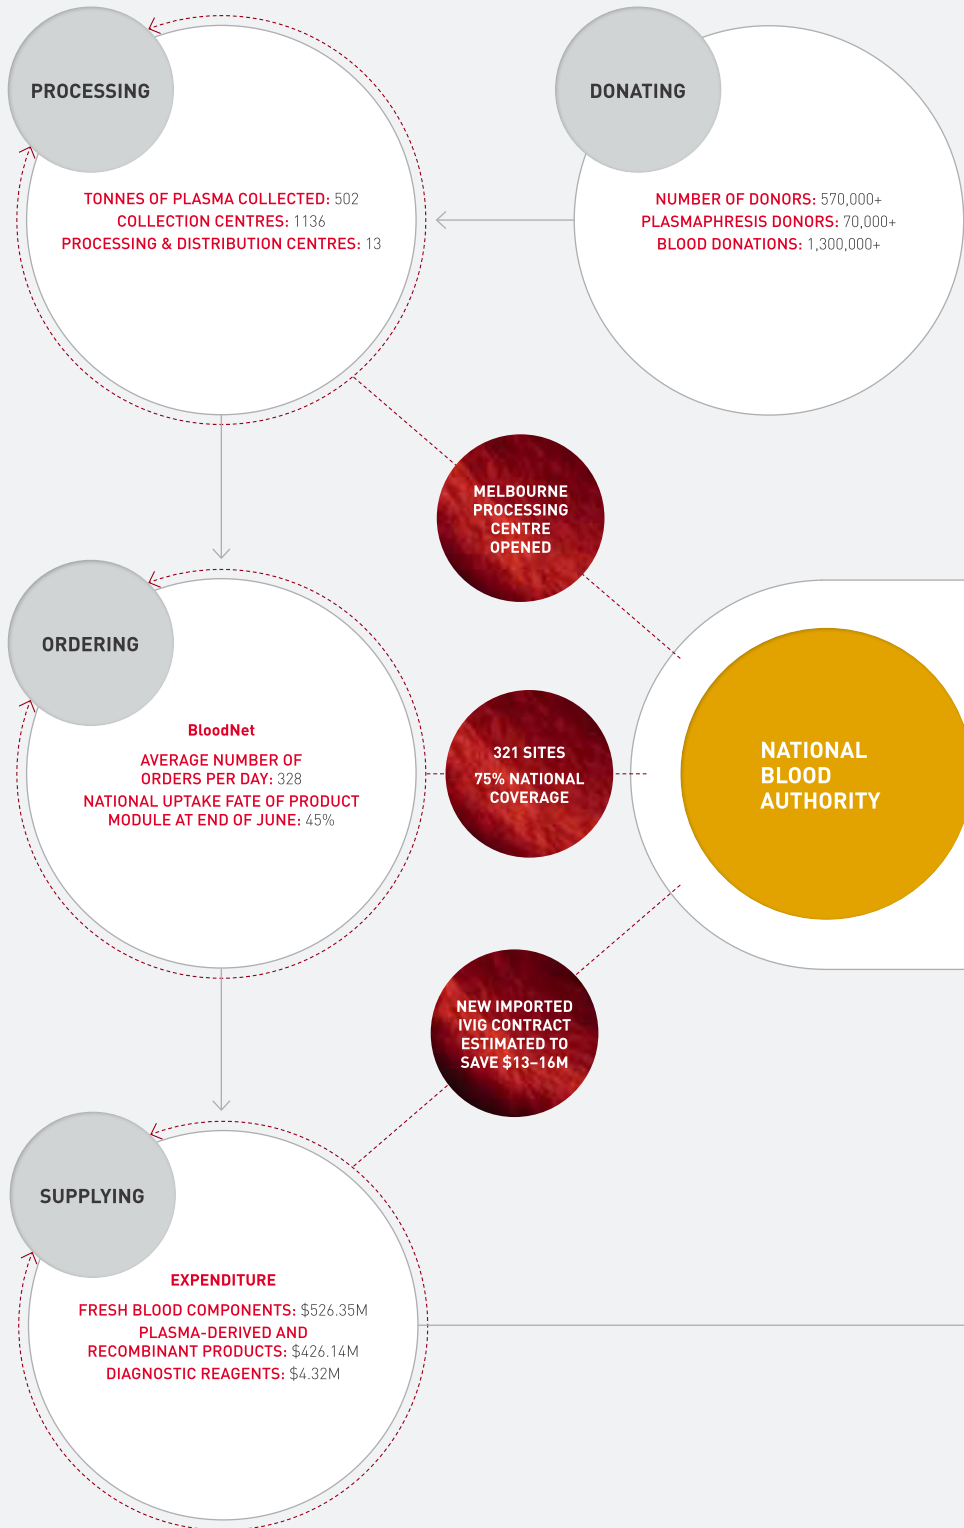 PROCESSING
TONNES OF PLASMA COLLECTED: 502
COLLECTION CENTRES: 1136
PROCESSING & DISTRIBUTION CENTRES: 13
DONATING
NUMBER OF DONORS: 570,000+
PLASMAPHRESIS DONORS: 70,000+
BLOOD DONATIONS: 1,300,000+
MELBOURNE
PROCESSING
CENTRE
OPENED
ORDERING
BloodNet
AVERAGE NUMBER OF
ORDERS PER DAY: 328
NATIONAL UPTAKE FATE OF PRODUCT
MODULE AT END OF JUNE: 45%
321 SITES
75% NATIONAL
COVERAGE
NATIONAL
BLOOD
AUTHORITY
NEW IMPORTED
IVIG CONTRACT
ESTIMATED TO
SAVE $13–16M
SUPPLYING
EXPENDITURE
FRESH BLOOD COMPONENTS: $526.35M
PLASMA-DERIVED AND
RECOMBINANT PRODUCTS: $426.14M
DIAGNOSTIC REAGENTS: $4.32M